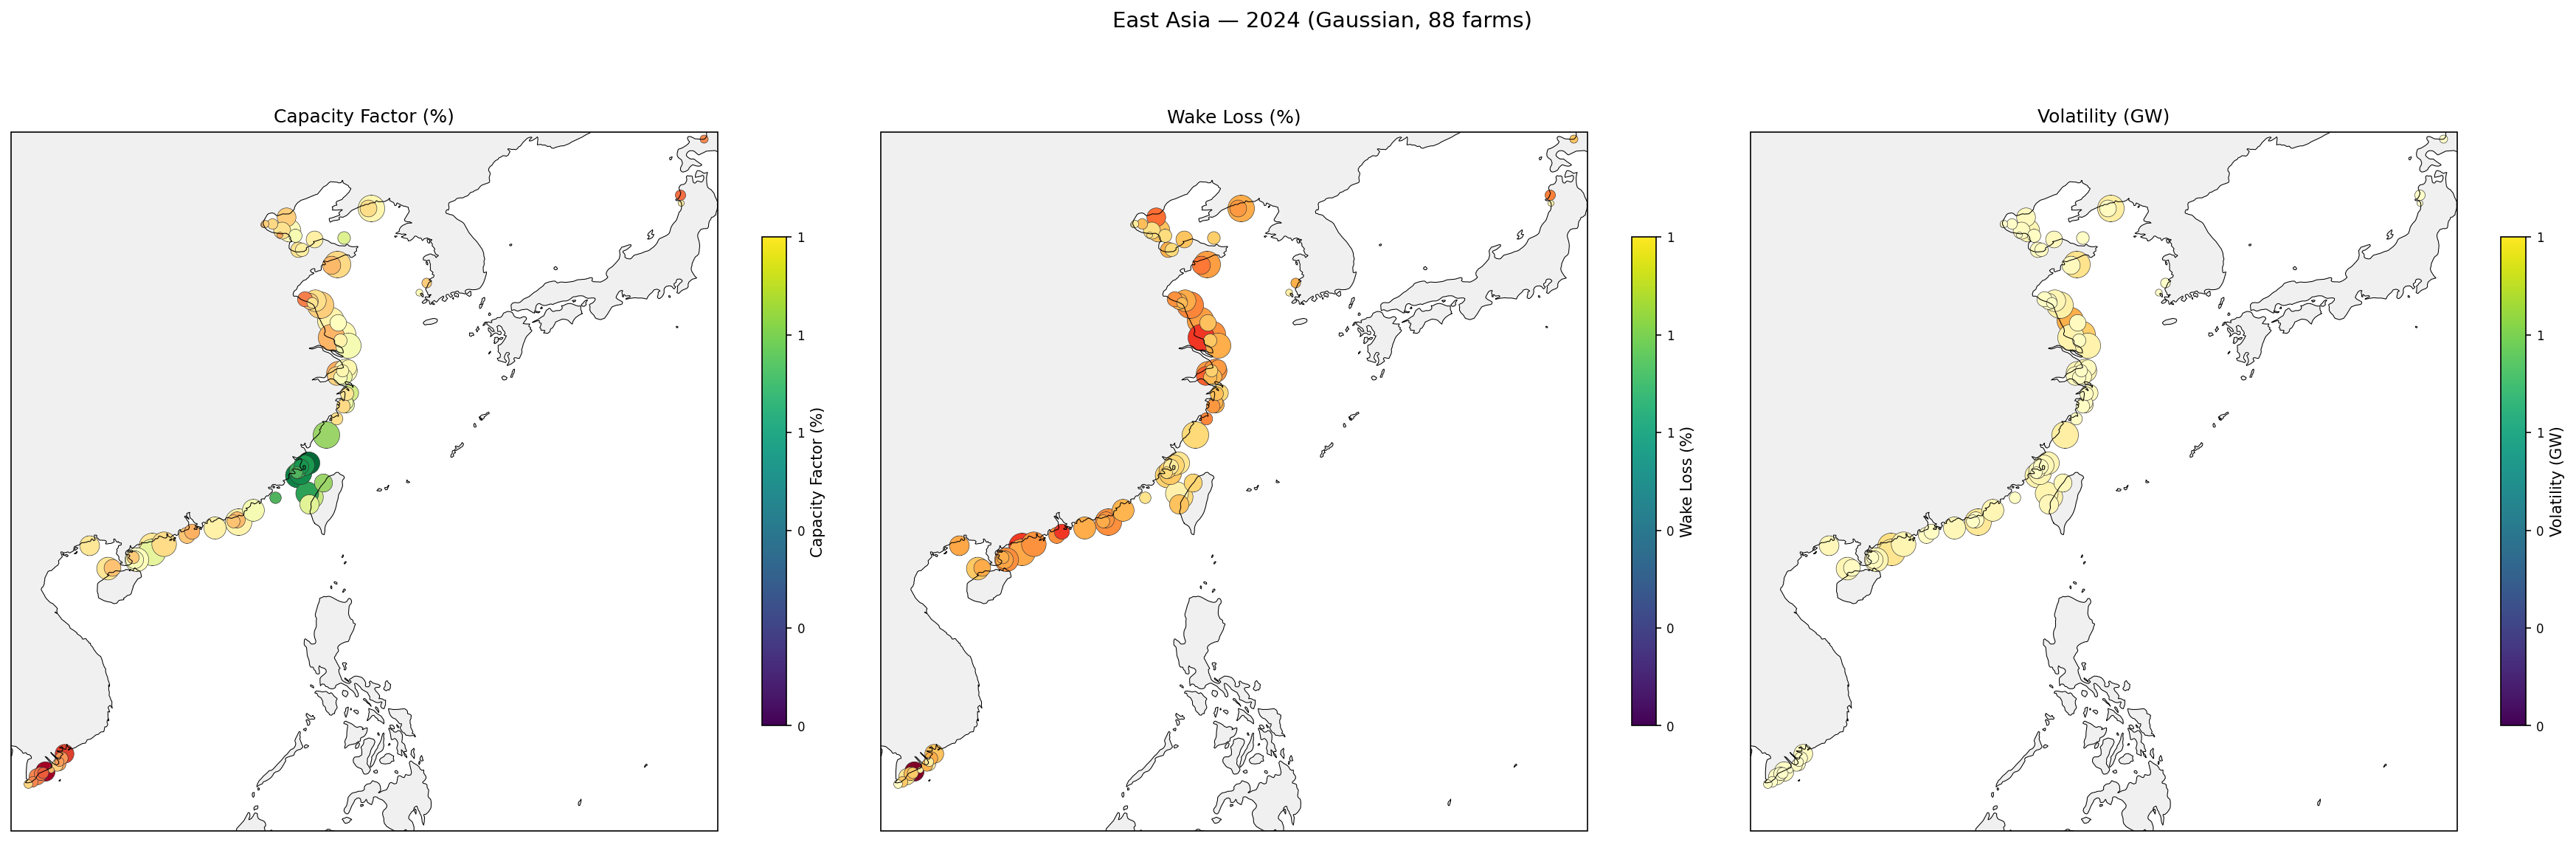 East Asia — 2024 (Gaussian, 88 farms)
Capacity Factor (%)
1
1
1
0
0
0
Capacity Factor (%)
Wake Loss (%)
1
1
1
0
0
0
Wake Loss (%)
Volatility (GW)
1
1
1
0
0
0
Volatility (GW)